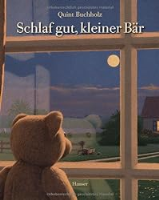 Quint Buchholz
Schlaf gut, kleiner Bär
Hanser